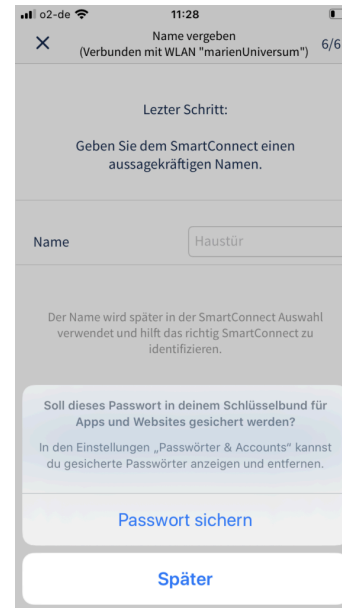 o2-de 11:28
Name vergeben
(Verbunden mit WLAN "marienUniversum")
6/6
Lezter Schritt:
Geben Sie dem SmartConnect einen
aussagekräftigen Namen.
Name Haustür
Der Name wird später in der SmartConnect Auswahl
verwendet und hilft das richtig SmartConnect zu
identifizieren.
Soll dieses Passwort in deinem Schlüsselbund für
Apps und Websites gesichert werden?
In den Einstellungen „Passwörter & Accounts“ kannst
du gesicherte Passwörter anzeigen und entfernen.
Passwort sichern
Später